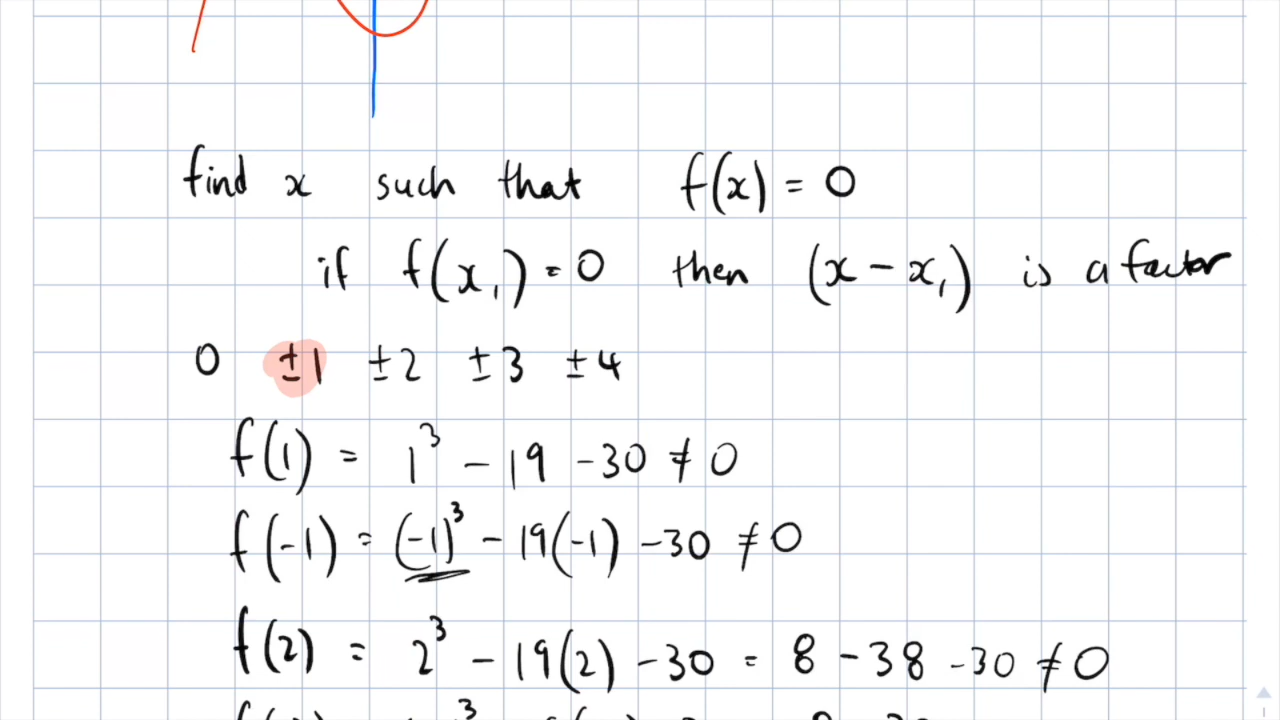 find x such that f(x) = 0
if f(x₁) = 0 then (x - x₁) is a factor
0 ±1 ±2 ±3 ±4
f(1) = 1³ - 19 - 30 ≠ 0
f(-1) = (-1)³ - 19(-1) - 30 ≠ 0
f(2) = 2³ - 19(2) - 30 = 8 - 38 - 30 ≠ 0